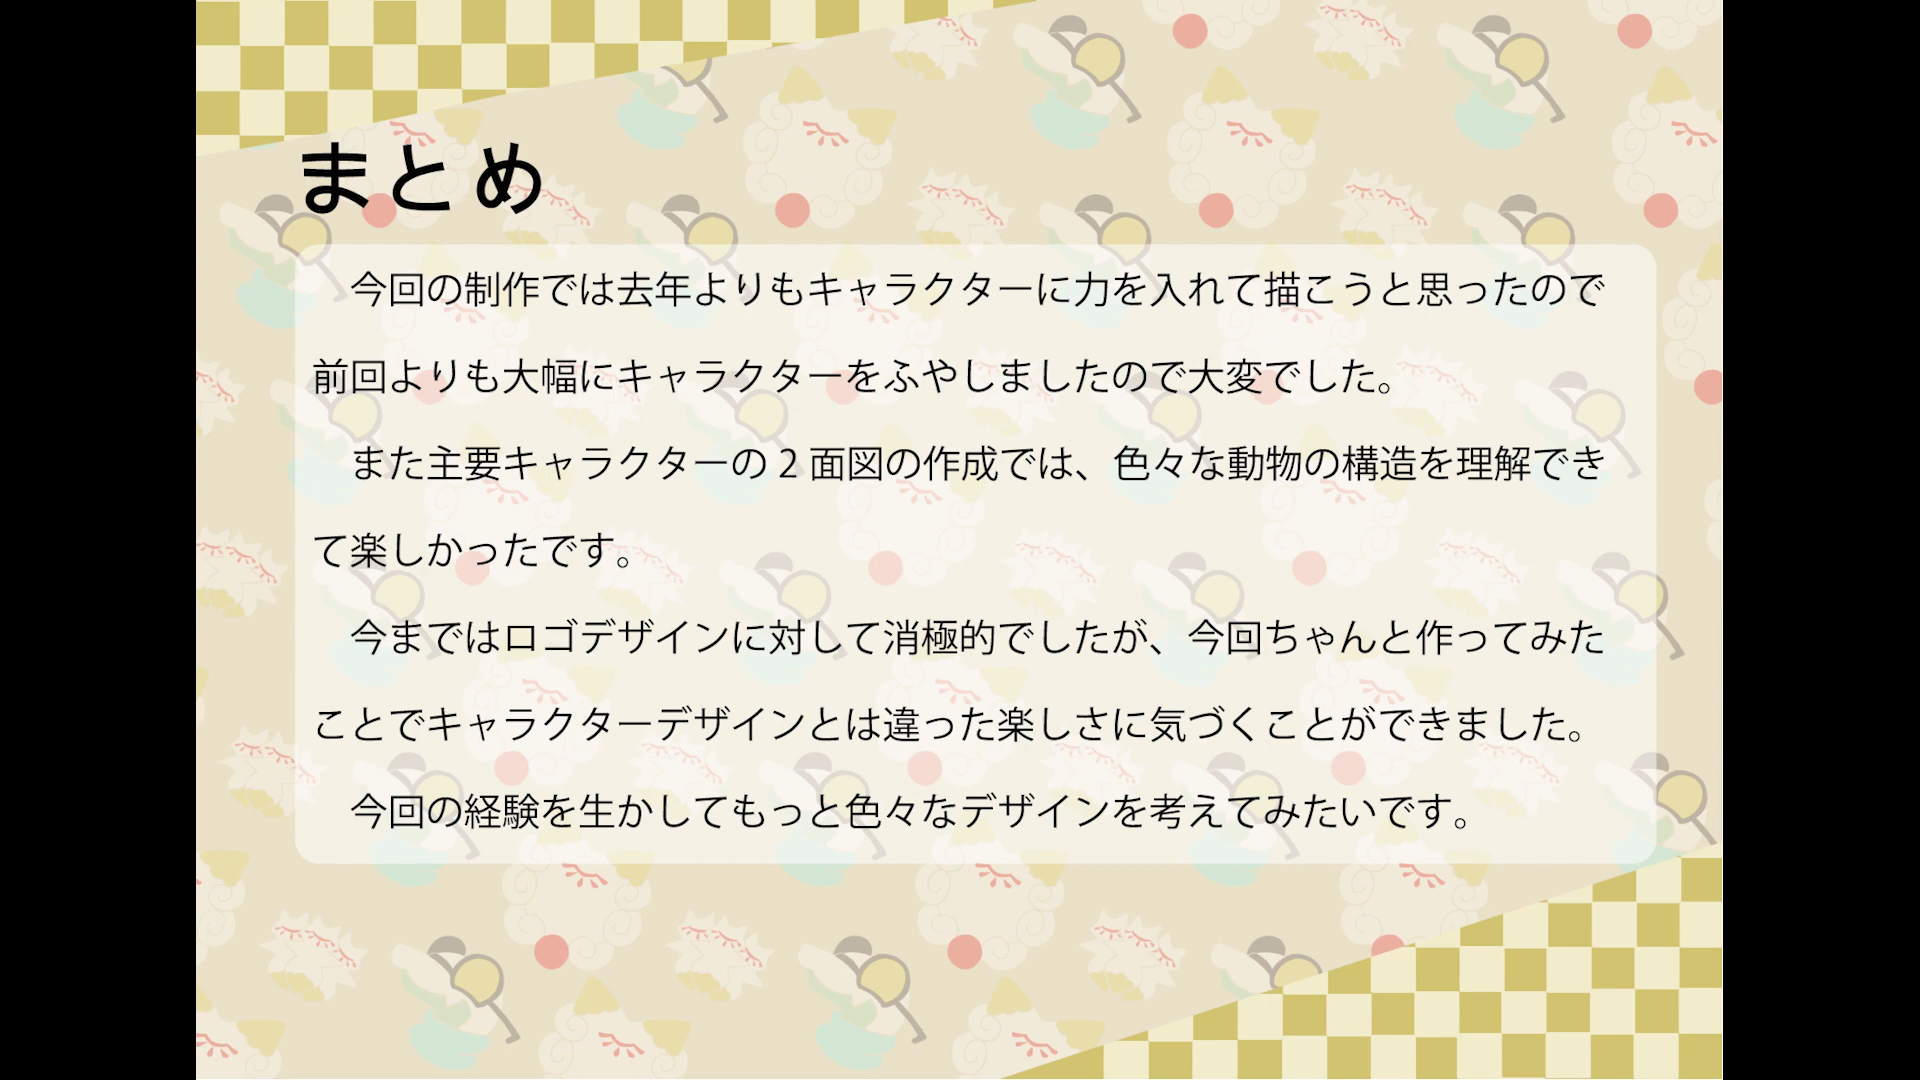 まとめ
今回の制作では去年よりもキャラクターに力を入れて描こうと思ったので
前回よりも大幅にキャラクターをふやしましたので大変でした。
また主要キャラクターの 2 面図の作成では、色々な動物の構造を理解でき
て楽しかったです。
今まではロゴデザインに対して消極的でしたが、今回ちゃんと作ってみた
ことでキャラクターデザインとは違った楽しさに気づくことができました。
今回の経験を生かしてもっと色々なデザインを考えてみたいです。